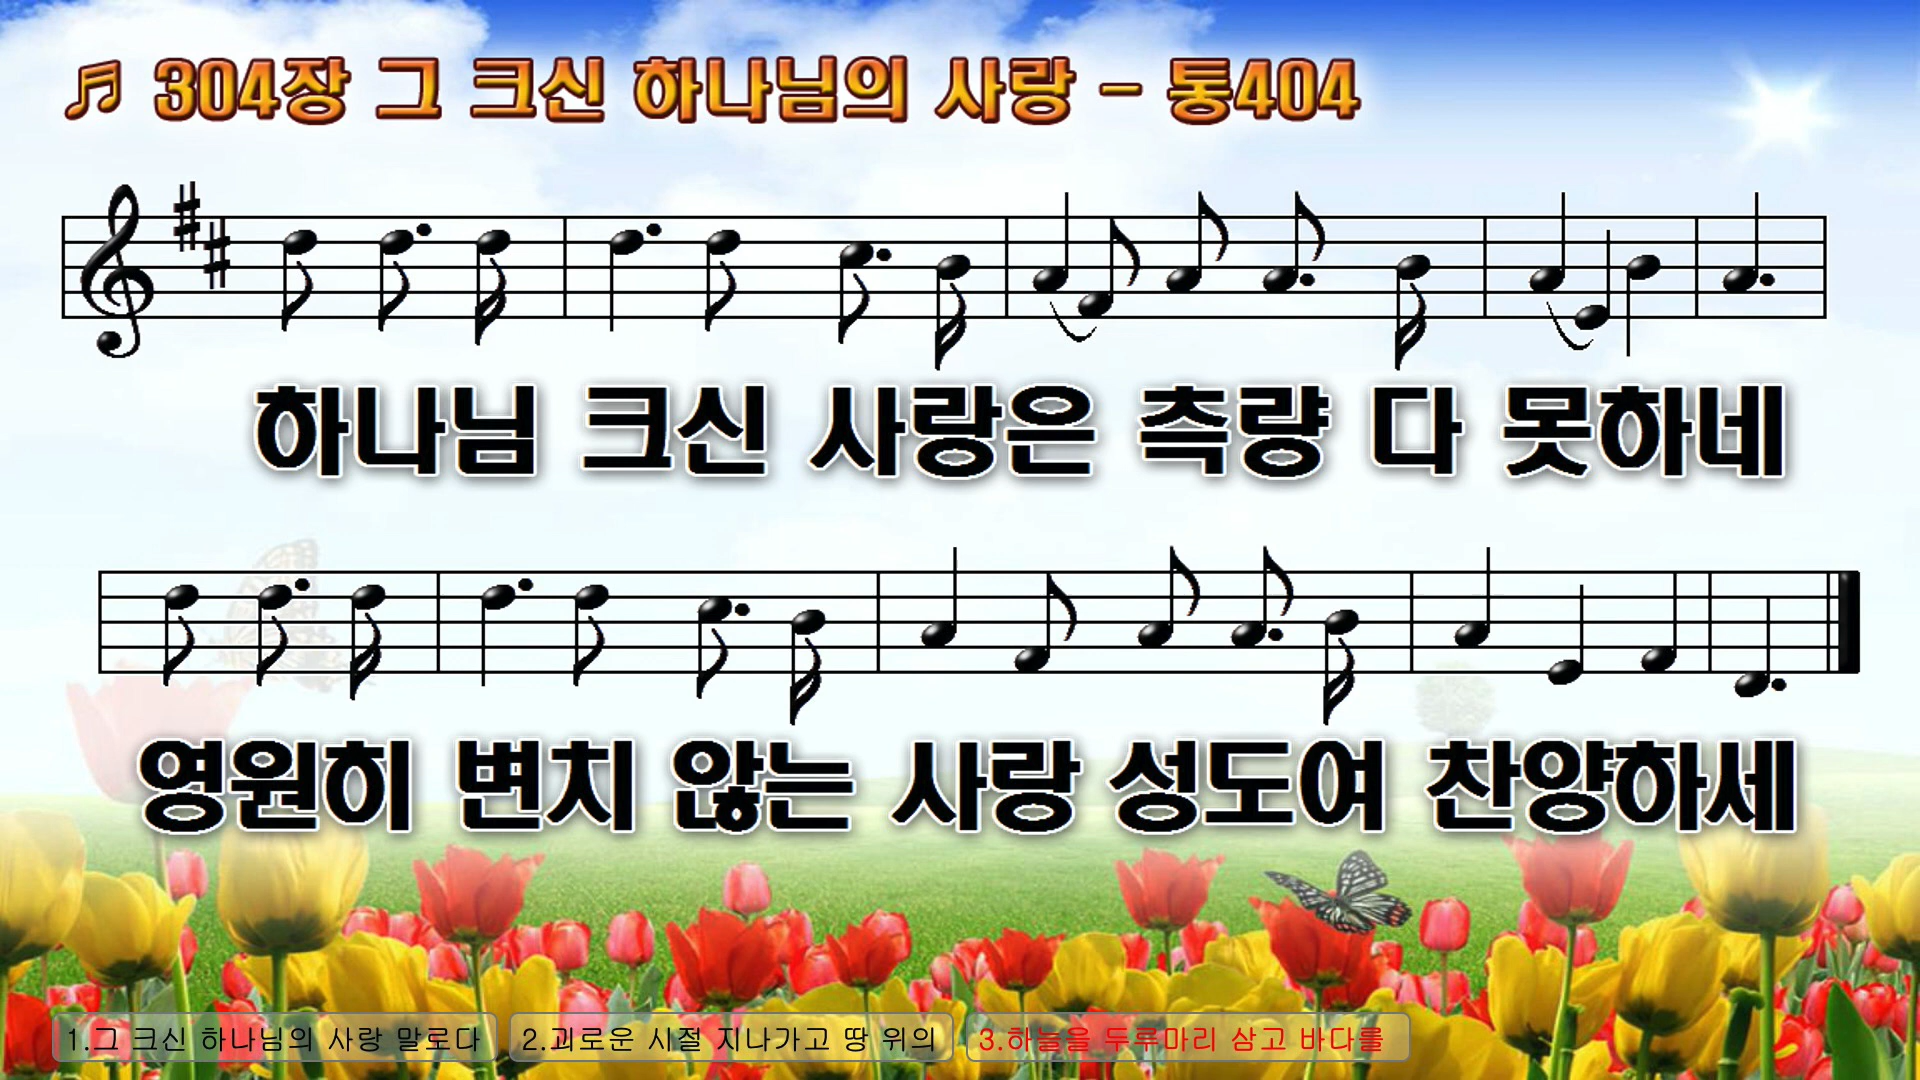 ♬ 304장 그 크신 하나님의 사랑 - 통404
하나님 크신 사랑은 측량 다 못하네
영원히 변치 않는 사랑 성도여 찬양하세
1.그 크신 하나님의 사랑 말로다 2.괴로운 시절 지나가고 땅 위의 3.하늘을 두루마리 삼고 바다를